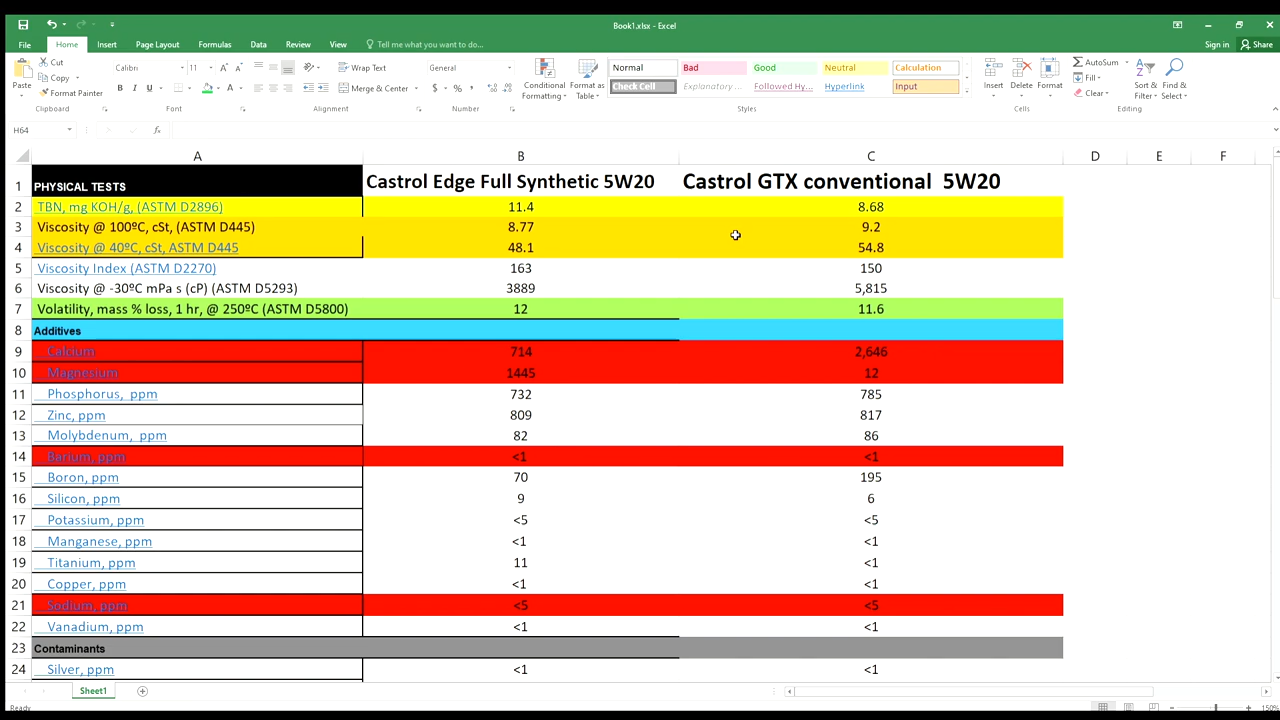 Book1.xlsx - Excel
File Home Insert Page Layout Formulas Data Review View Tell me what you want to do... Sign in Share
Cut
Copy
Format Painter
Paste
Calibri 11
Wrap Text
Merge & Center
General
$ % ,
Conditional Formatting
Format as Table
Normal Bad Good Neutral Calculation
Check Cell Explanatory ... Followed Hy... Hyperlink Input
Insert Delete Format
AutoSum
Fill
Clear
Sort & Filter
Find & Select
Clipboard Font Alignment Number Styles Cells Editing
H64 fx
A B C D E F
1 PHYSICAL TESTS Castrol Edge Full Synthetic 5W20 Castrol GTX conventional 5W20
2 TBN, mg KOH/g, (ASTM D2896) 11.4 8.68
3 Viscosity @ 100ºC, cSt, (ASTM D445) 8.77 9.2
4 Viscosity @ 40ºC, cSt, ASTM D445 48.1 54.8
5 Viscosity Index (ASTM D2270) 163 150
6 Viscosity @ -30ºC mPa s (cP) (ASTM D5293) 3889 5,815
7 Volatility, mass % loss, 1 hr, @ 250ºC (ASTM D5800) 12 11.6
8 Additives
9 Calcium 714 2,646
10 Magnesium 1445 12
11 Phosphorus, ppm 732 785
12 Zinc, ppm 809 817
13 Molybdenum, ppm 82 86
14 Barium, ppm <1 <1
15 Boron, ppm 70 195
16 Silicon, ppm 9 6
17 Potassium, ppm <5 <5
18 Manganese, ppm <1 <1
19 Titanium, ppm 11 <1
20 Copper, ppm <1 <1
21 Sodium, ppm <5 <5
22 Vanadium, ppm <1 <1
23 Contaminants
24 Silver, ppm <1 <1
Sheet1
Ready 150%